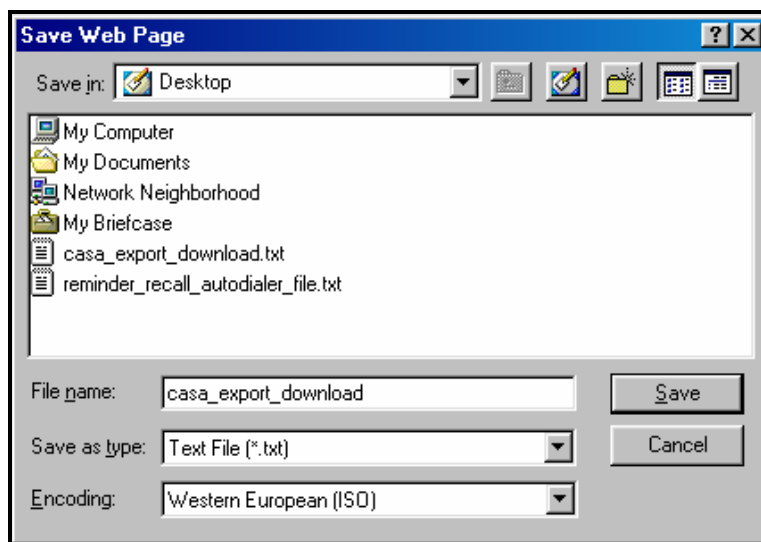 Save Web Page
Save in: Desktop
My Computer
My Documents
Network Neighborhood
My Briefcase
casa_export_download.txt
reminder_recall_autodialer_file.txt
File name: casa_export_download Save
Save as type: Text File (*.txt) Cancel
Encoding: Western European (ISO)